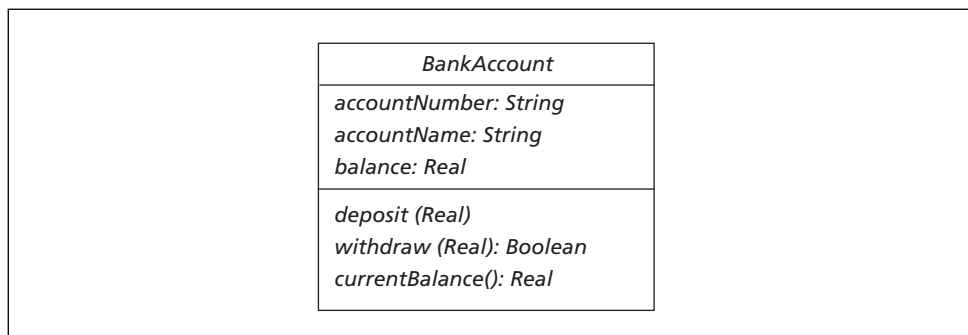 BankAccount
accountNumber: String
accountName: String
balance: Real
deposit (Real)
withdraw (Real): Boolean
currentBalance(): Real